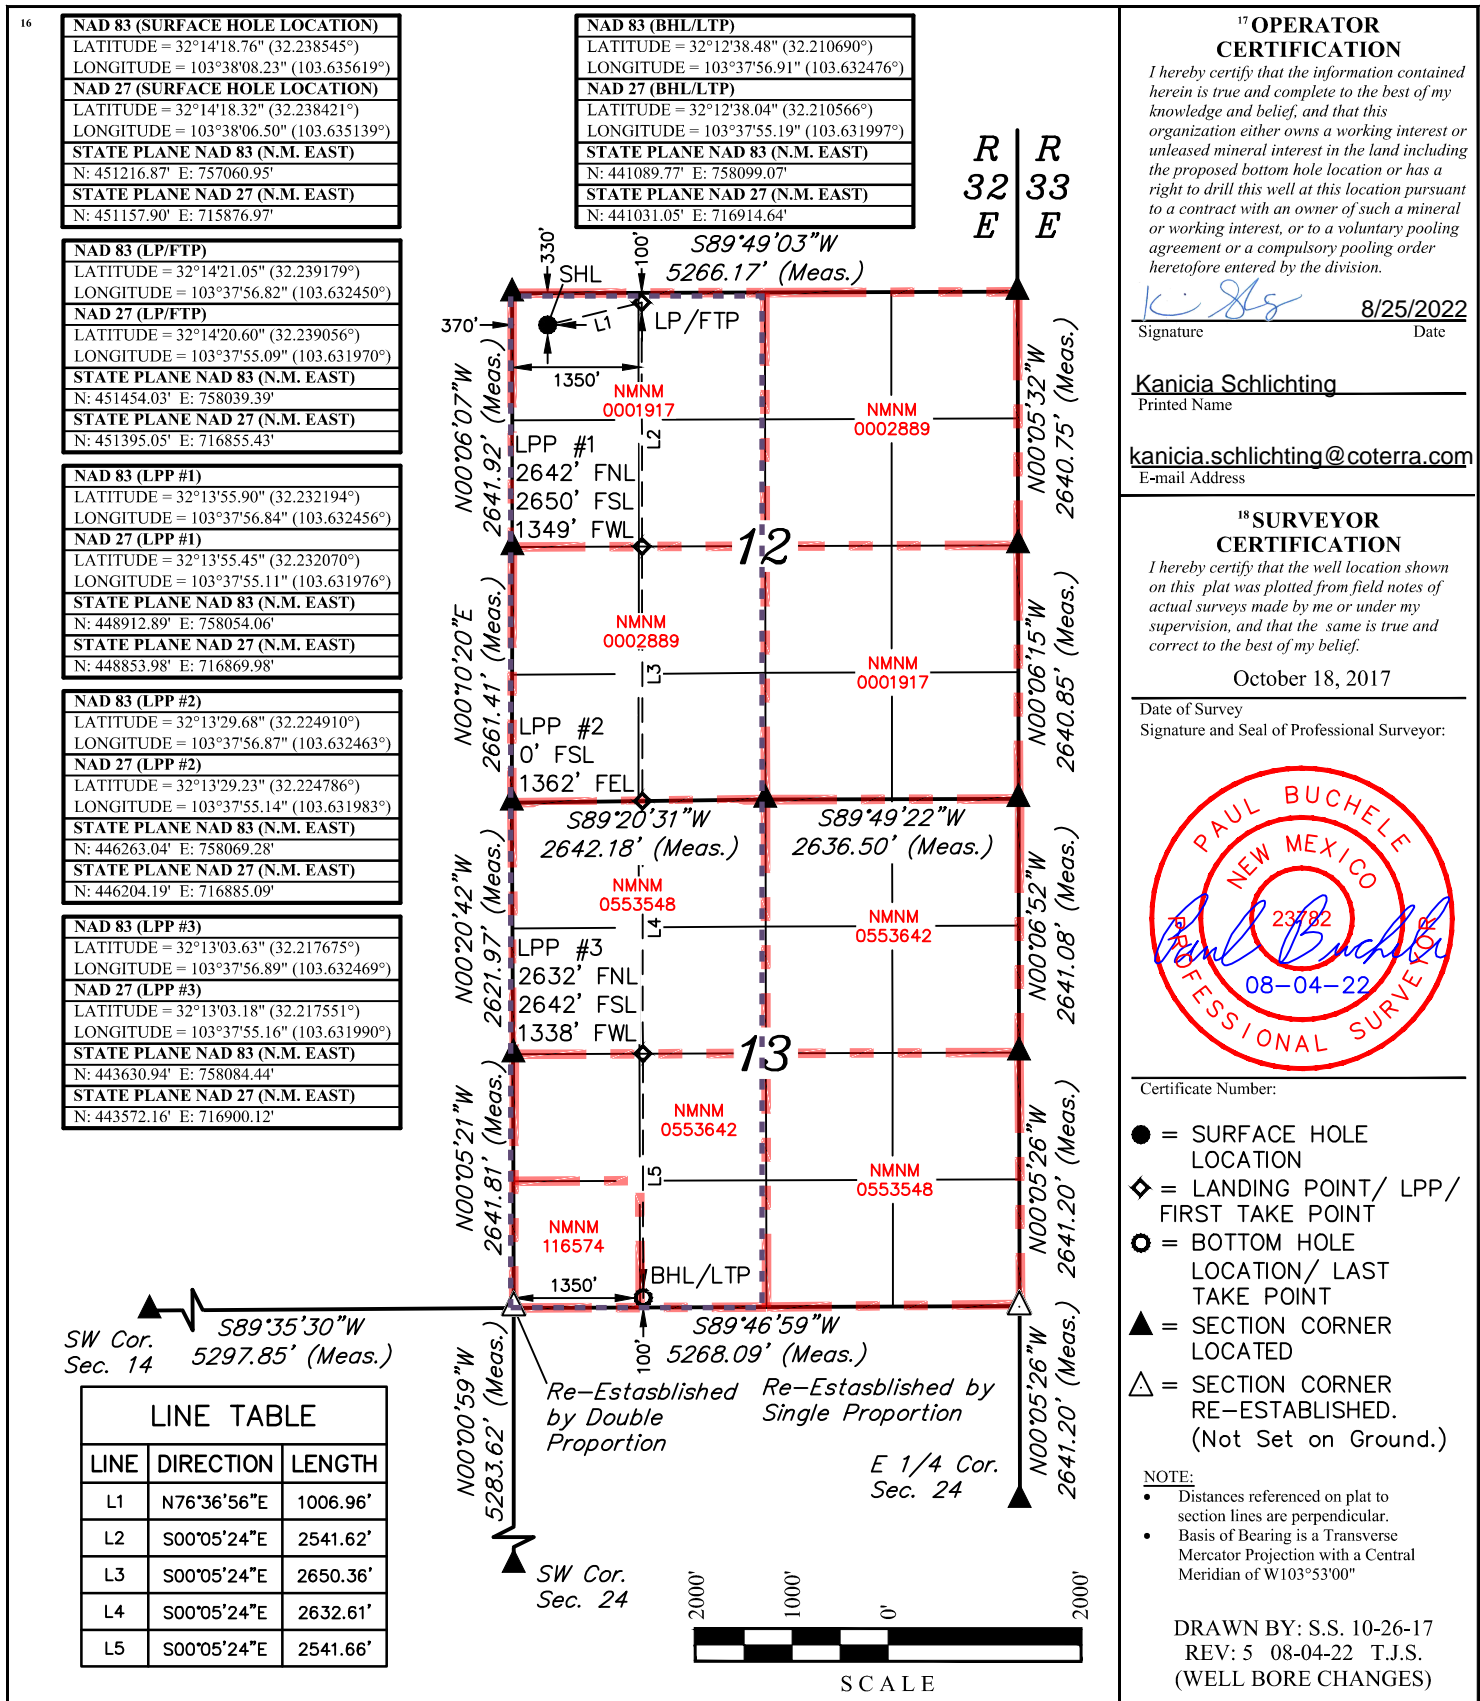 16
NAD 83 (SURFACE HOLE LOCATION)
LATITUDE = 32°14'18.76" (32.238545°)
LONGITUDE = 103°38'08.23" (103.635619°)
NAD 27 (SURFACE HOLE LOCATION)
LATITUDE = 32°14'18.32" (32.238421°)
LONGITUDE = 103°38'06.50" (103.635139°)
STATE PLANE NAD 83 (N.M. EAST)
N: 451216.87' E: 757060.95'
STATE PLANE NAD 27 (N.M. EAST)
N: 451157.90' E: 715876.97'
NAD 83 (LP/FTP)
LATITUDE = 32°14'21.05" (32.239179°)
LONGITUDE = 103°37'56.82" (103.632450°)
NAD 27 (LP/FTP)
LATITUDE = 32°14'20.60" (32.239056°)
LONGITUDE = 103°37'55.09" (103.631970°)
STATE PLANE NAD 83 (N.M. EAST)
N: 451454.03' E: 758039.39'
STATE PLANE NAD 27 (N.M. EAST)
N: 451395.05' E: 716855.43'
NAD 83 (LPP #1)
LATITUDE = 32°13'55.90" (32.232194°)
LONGITUDE = 103°37'56.84" (103.632456°)
NAD 27 (LPP #1)
LATITUDE = 32°13'55.45" (32.232070°)
LONGITUDE = 103°37'55.11" (103.631976°)
STATE PLANE NAD 83 (N.M. EAST)
N: 448912.89' E: 758054.06'
STATE PLANE NAD 27 (N.M. EAST)
N: 448853.98' E: 716869.98'
NAD 83 (LPP #2)
LATITUDE = 32°13'29.68" (32.224910°)
LONGITUDE = 103°37'56.87" (103.632463°)
NAD 27 (LPP #2)
LATITUDE = 32°13'29.23" (32.224786°)
LONGITUDE = 103°37'55.14" (103.631983°)
STATE PLANE NAD 83 (N.M. EAST)
N: 446263.04' E: 758069.28'
STATE PLANE NAD 27 (N.M. EAST)
N: 446204.19' E: 716885.09'
NAD 83 (LPP #3)
LATITUDE = 32°13'03.63" (32.217675°)
LONGITUDE = 103°37'56.89" (103.632469°)
NAD 27 (LPP #3)
LATITUDE = 32°13'03.18" (32.217551°)
LONGITUDE = 103°37'55.16" (103.631990°)
STATE PLANE NAD 83 (N.M. EAST)
N: 443630.94' E: 758084.44'
STATE PLANE NAD 27 (N.M. EAST)
N: 443572.16' E: 716900.12'
NAD 83 (BHL/LTP)
LATITUDE = 32°12'38.48" (32.210690°)
LONGITUDE = 103°37'56.91" (103.632476°)
NAD 27 (BHL/LTP)
LATITUDE = 32°12'38.04" (32.210566°)
LONGITUDE = 103°37'55.19" (103.631997°)
STATE PLANE NAD 83 (N.M. EAST)
N: 441089.77' E: 758099.07'
STATE PLANE NAD 27 (N.M. EAST)
N: 441031.05' E: 716914.64'
R R
32 33
E E
S89°49'03"W
5266.17' (Meas.)
330'
100'
SHL
370'
L1
LP/FTP
1350'
N00°06'07"W
2641.92' (Meas.)
NMNM
0001917
NMNM
0002889
N00°05'32"W
2640.75' (Meas.)
L2
LPP #1
2642' FNL
2650' FSL
1349' FWL
12
N00°10'20"E
2661.41' (Meas.)
NMNM
0002889
NMNM
0001917
N00°06'15"W
2640.85' (Meas.)
L3
LPP #2
0' FSL
1362' FEL
S89°20'31"W
2642.18' (Meas.)
S89°49'22"W
2636.50' (Meas.)
N00°20'42"W
2621.97' (Meas.)
NMNM
0553548
NMNM
0553642
N00°06'52"W
2641.08' (Meas.)
L4
LPP #3
2632' FNL
2642' FSL
1338' FWL
13
N00°05'21"W
2641.81' (Meas.)
NMNM
0553642
NMNM
0553548
N00°05'26"W
2641.20' (Meas.)
L5
NMNM
116574
1350'
BHL/LTP
100'
SW Cor.
Sec. 14
S89°35'30"W
5297.85' (Meas.)
S89°46'59"W
5268.09' (Meas.)
N00°00'59"W
5283.62' (Meas.)
Re-Estasblished
by Double
Proportion
Re-Estasblished by
Single Proportion
N00°05'26"W
2641.20' (Meas.)
E 1/4 Cor.
Sec. 24
SW Cor.
Sec. 24
LINE TABLE
LINE DIRECTION LENGTH
L1 N76°36'56"E 1006.96'
L2 S00°05'24"E 2541.62'
L3 S00°05'24"E 2650.36'
L4 S00°05'24"E 2632.61'
L5 S00°05'24"E 2541.66'
2000' 1000' 0' 2000'
SCALE
17 OPERATOR
CERTIFICATION
I hereby certify that the information contained
herein is true and complete to the best of my
knowledge and belief, and that this
organization either owns a working interest or
unleased mineral interest in the land including
the proposed bottom hole location or has a
right to drill this well at this location pursuant
to a contract with an owner of such a mineral
or working interest, or to a voluntary pooling
agreement or a compulsory pooling order
heretofore entered by the division.
8/25/2022
Signature Date
Kanicia Schlichting
Printed Name
kanicia.schlichting@coterra.com
E-mail Address
18 SURVEYOR
CERTIFICATION
I hereby certify that the well location shown
on this plat was plotted from field notes of
actual surveys made by me or under my
supervision, and that the same is true and
correct to the best of my belief.
October 18, 2017
Date of Survey
Signature and Seal of Professional Surveyor:
PAUL BUCHELE
NEW MEXICO
23782
Paul Buchele
08-04-22
PROFESSIONAL SURVEYOR
Certificate Number:
= SURFACE HOLE
LOCATION
= LANDING POINT/ LPP/
FIRST TAKE POINT
= BOTTOM HOLE
LOCATION/ LAST
TAKE POINT
= SECTION CORNER
LOCATED
= SECTION CORNER
RE-ESTABLISHED.
(Not Set on Ground.)
NOTE:
• Distances referenced on plat to
section lines are perpendicular.
• Basis of Bearing is a Transverse
Mercator Projection with a Central
Meridian of W103°53'00"
DRAWN BY: S.S. 10-26-17
REV: 5 08-04-22 T.J.S.
(WELL BORE CHANGES)